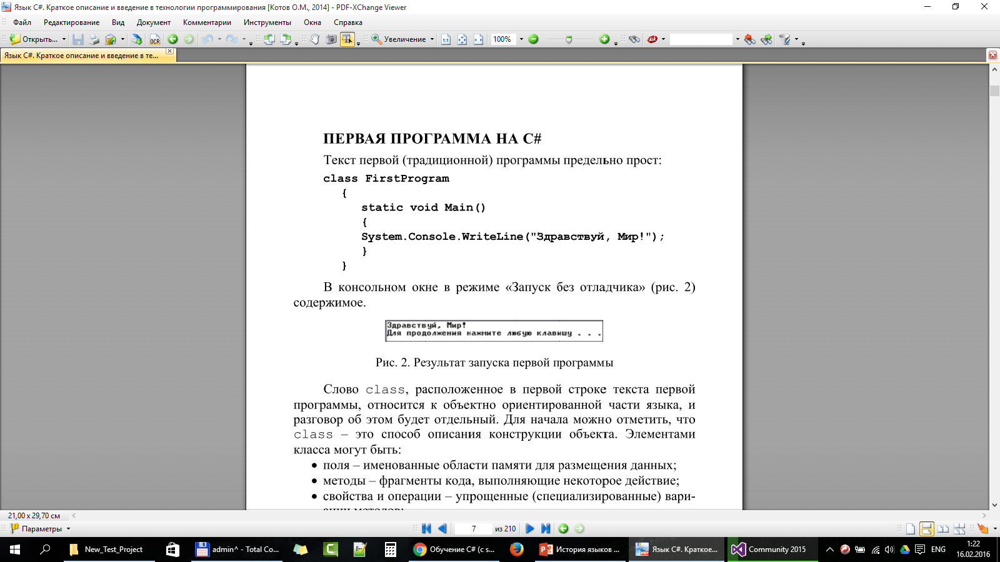 Язык C#. Краткое описание и введение в технологии программирования [Котов О.М., 2014] - PDF-XChange Viewer
Файл Редактирование Вид Документ Комментарии Инструменты Окна Справка
Открыть... OCR Увеличение 1:1 100% Ask
Язык C#. Краткое описание и введение в те...
ПЕРВАЯ ПРОГРАММА НА C#
Текст первой (традиционной) программы предельно прост:
class FirstProgram
{
static void Main()
{
System.Console.WriteLine("Здравствуй, Мир!");
}
}
В консольном окне в режиме «Запуск без отладчика» (рис. 2)
содержимое.
Здравствуй, Мир!
Для продолжения нажмите любую клавишу . . .
Рис. 2. Результат запуска первой программы
Слово class, расположенное в первой строке текста первой
программы, относится к объектно ориентированной части языка, и
разговор об этом будет отдельный. Для начала можно отметить, что
class – это способ описания конструкции объекта. Элементами
класса могут быть:
• поля – именованные области памяти для размещения данных;
• методы – фрагменты кода, выполняющие некоторое действие;
• свойства и операции – упрощенные (специализированные) вари-
ации методов;
21,00 x 29,70 см
Параметры 7 из 210
New_Test_Project admin^ - Total Co... Обучение C# (с s... История языков ... Язык C#. Краткое... Community 2015 ENG 1:22
16.02.2016